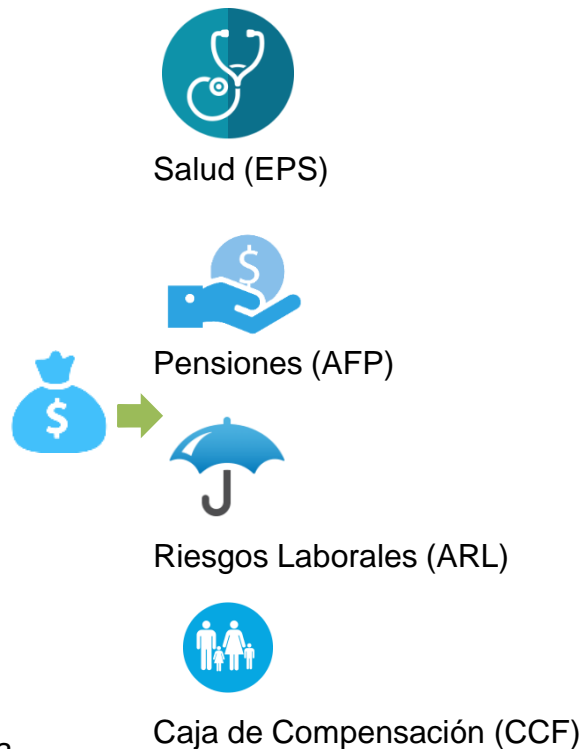 Salud (EPS)
$
Pensiones (AFP)
$
Riesgos Laborales (ARL)
Caja de Compensación (CCF)